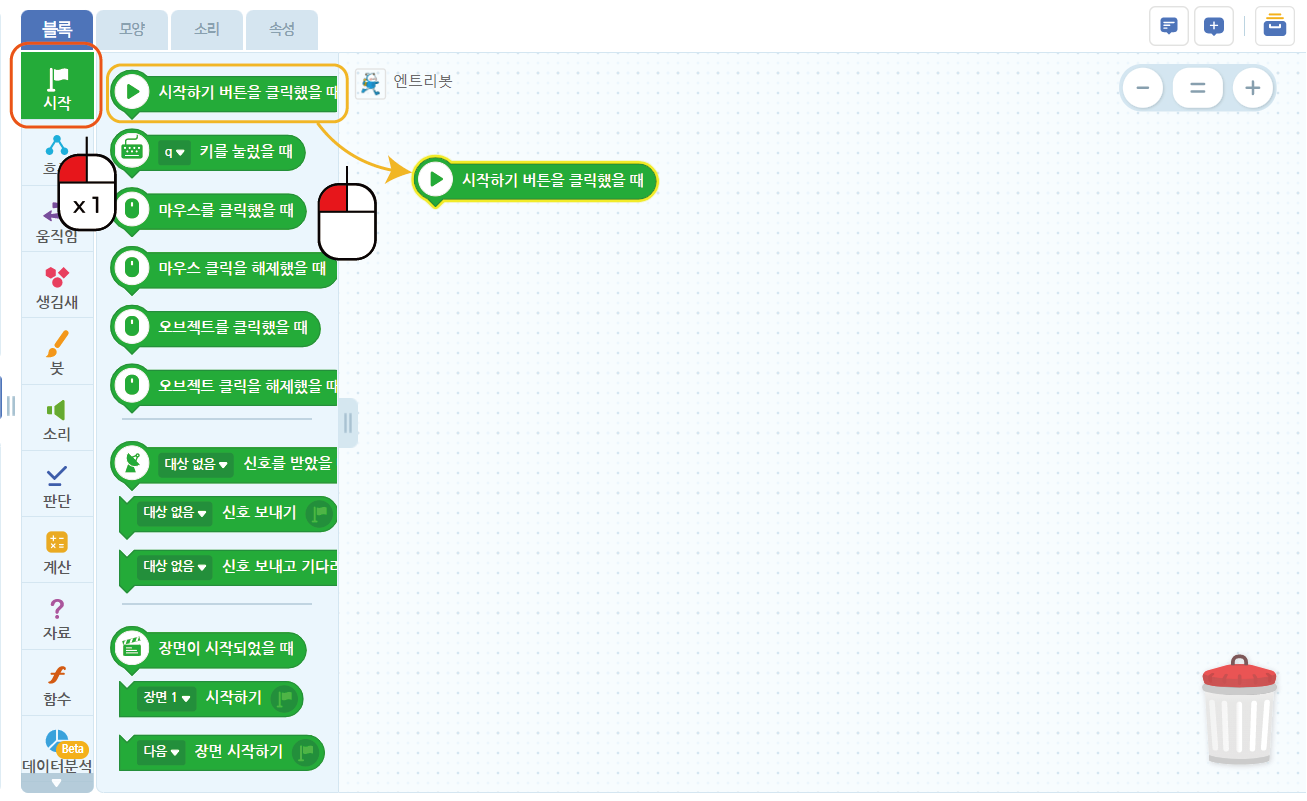 블록 모양 소리 속성
시작
흐
움직임
생김새
붓
소리
판단
계산
자료
함수
Beta
데이터분석
x 1
시작하기 버튼을 클릭했을 때
q 키를 눌렀을 때
마우스를 클릭했을 때
마우스 클릭을 해제했을 때
오브젝트를 클릭했을 때
오브젝트 클릭을 해제했을 때
대상 없음 신호를 받았을
대상 없음 신호 보내기
대상 없음 신호 보내고 기다리
장면이 시작되었을 때
장면 1 시작하기
다음 장면 시작하기
엔트리봇
시작하기 버튼을 클릭했을 때